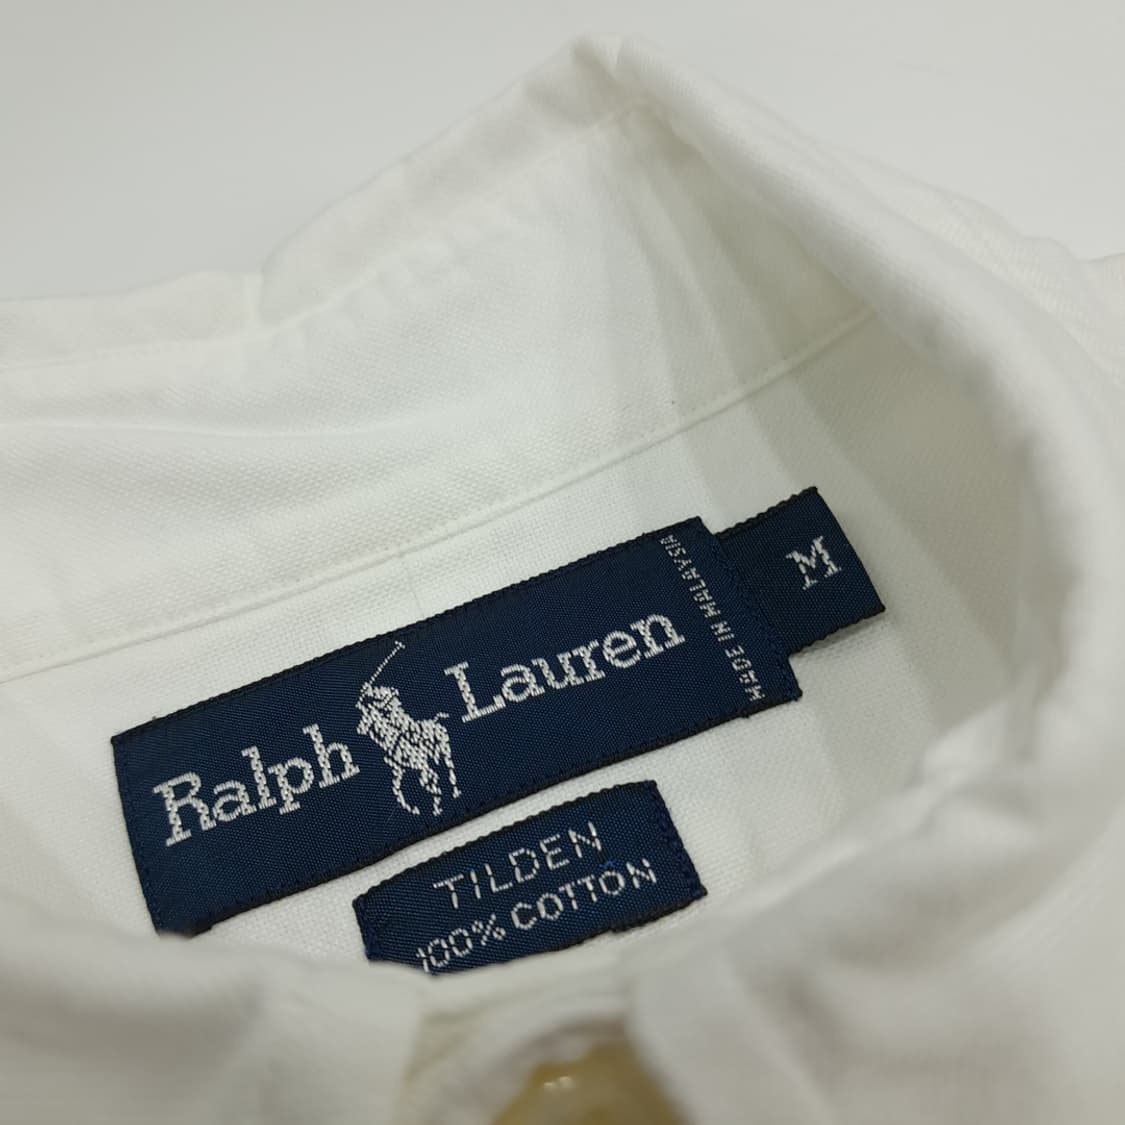 Ralph Lauren
MADE IN MALAYSIA
M
TILDEN
100% COTTON